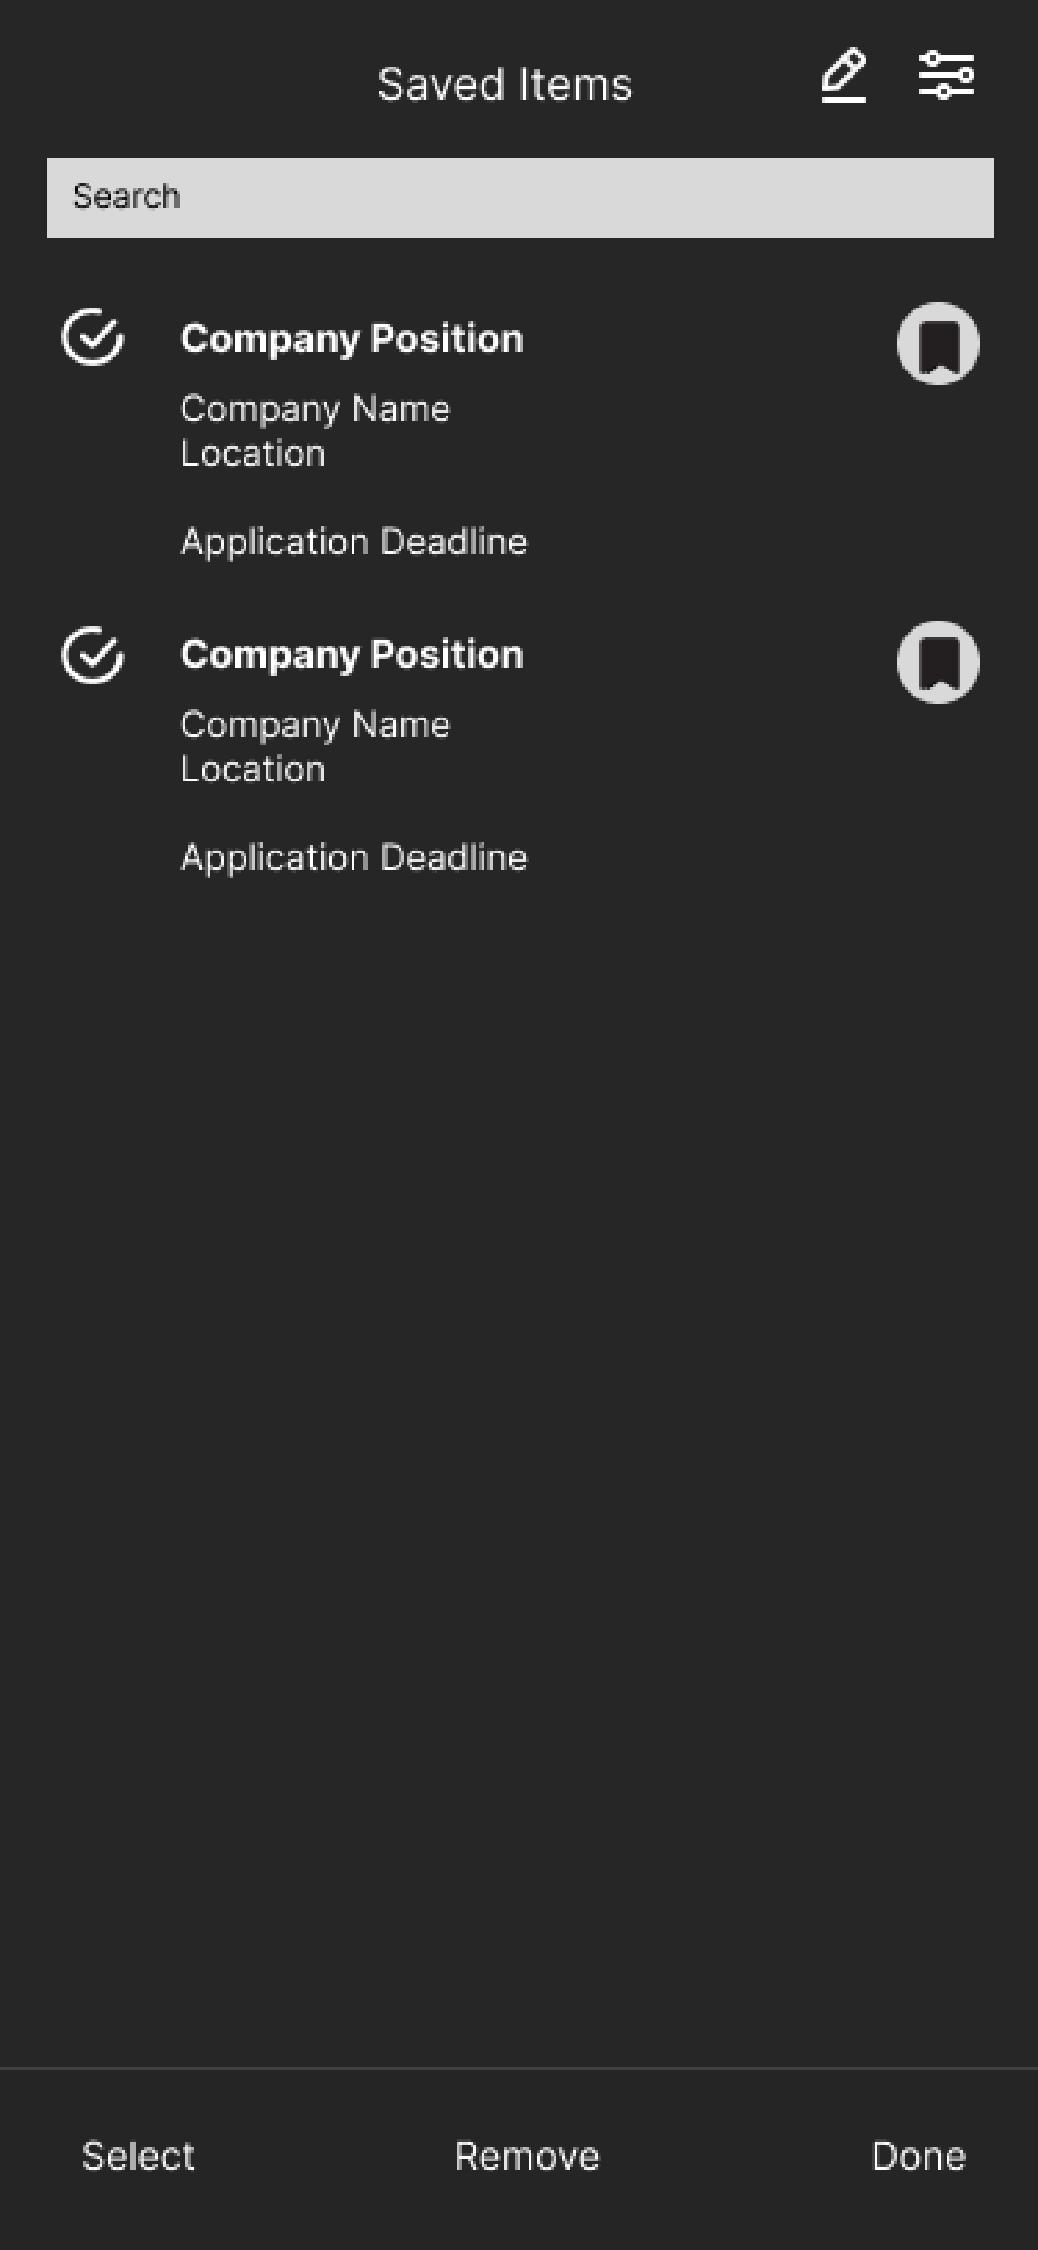 Saved Items
Search
Company Position
Company Name
Location
Application Deadline
Company Position
Company Name
Location
Application Deadline
Select
Remove
Done